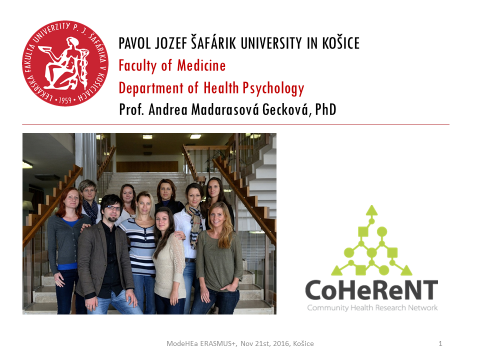 PAVOL JOZEF ŠAFÁRIK UNIVERSITY IN KOŠICE
Faculty of Medicine
Department of Health Psychology
Prof. Andrea Madarasová Gecková, PhD
LEKÁRSKA FAKULTA UNIVERZITY P. J. ŠAFÁRIKA V KOŠICIACH
• 1959 •
CoHeReNT
Community Health Research Network
ModeHEa ERASMUS+, Nov 21st, 2016, Košice
1